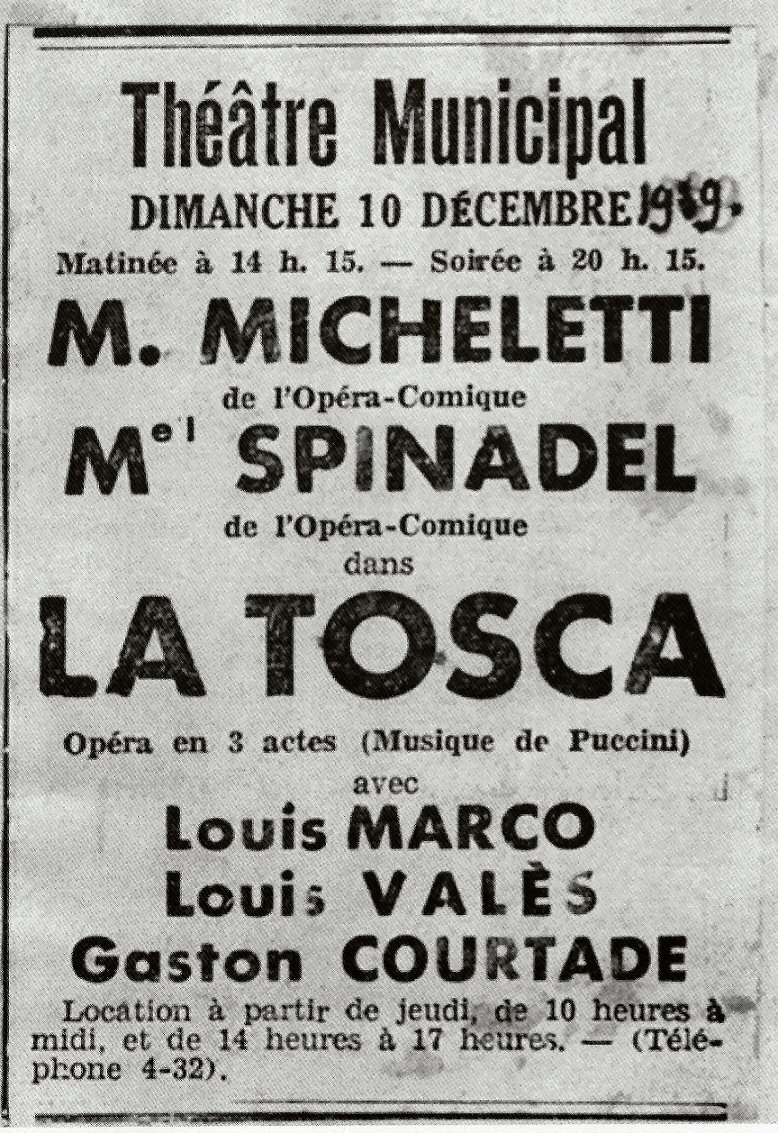 Théâtre Municipal
DIMANCHE 10 DÉCEMBRE 1939.
Matinée à 14 h. 15. — Soirée à 20 h. 15.
M. MICHELETTI
de l'Opéra-Comique
Mel SPINADEL
de l'Opéra-Comique
dans
LA TOSCA
Opéra en 3 actes (Musique de Puccini)
avec
Louis MARCO
Louis VALÈS
Gaston COURTADE
Location à partir de jeudi, de 10 heures à
midi, et de 14 heures à 17 heures. — (Télé-
phone 4-32).